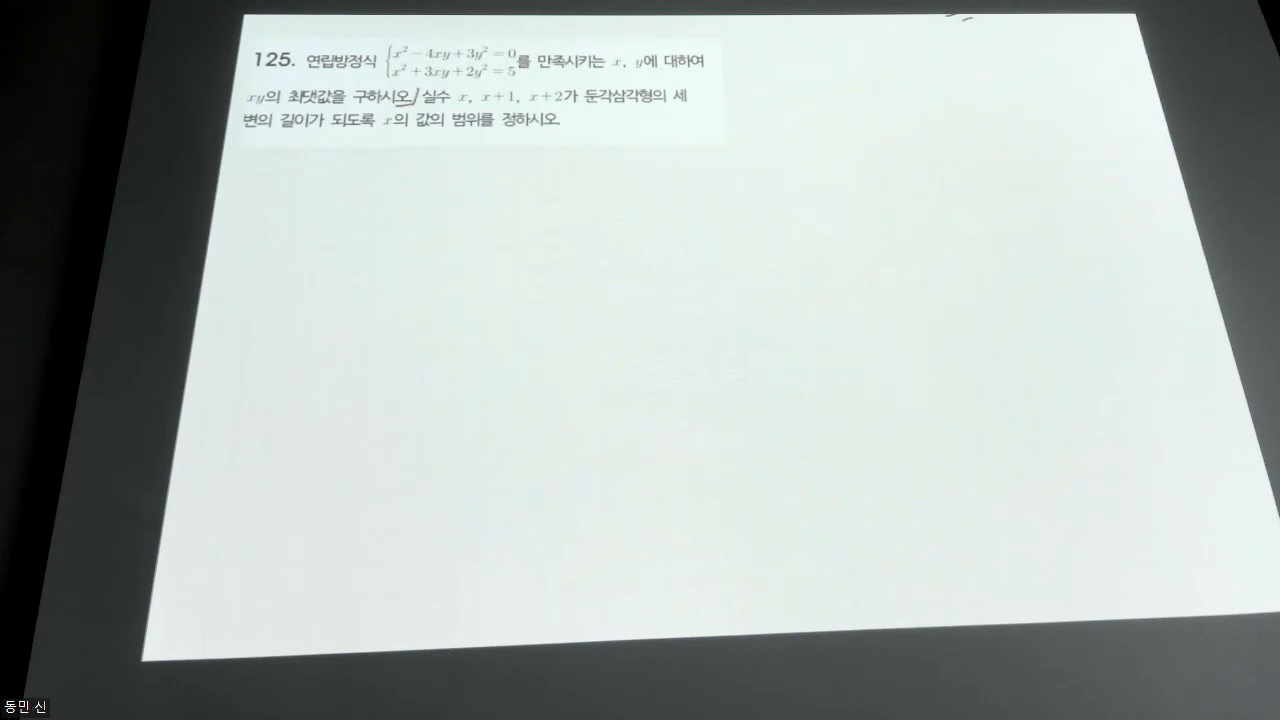 125. 연립방정식 { x² - 4xy + 3y² = 0
x² + 3xy + 2y² = 5 를 만족시키는 x, y에 대하여
xy의 최댓값을 구하시오. / 실수 x, x+1, x+2가 둔각삼각형의 세
변의 길이가 되도록 x의 값의 범위를 정하시오.
동민 신